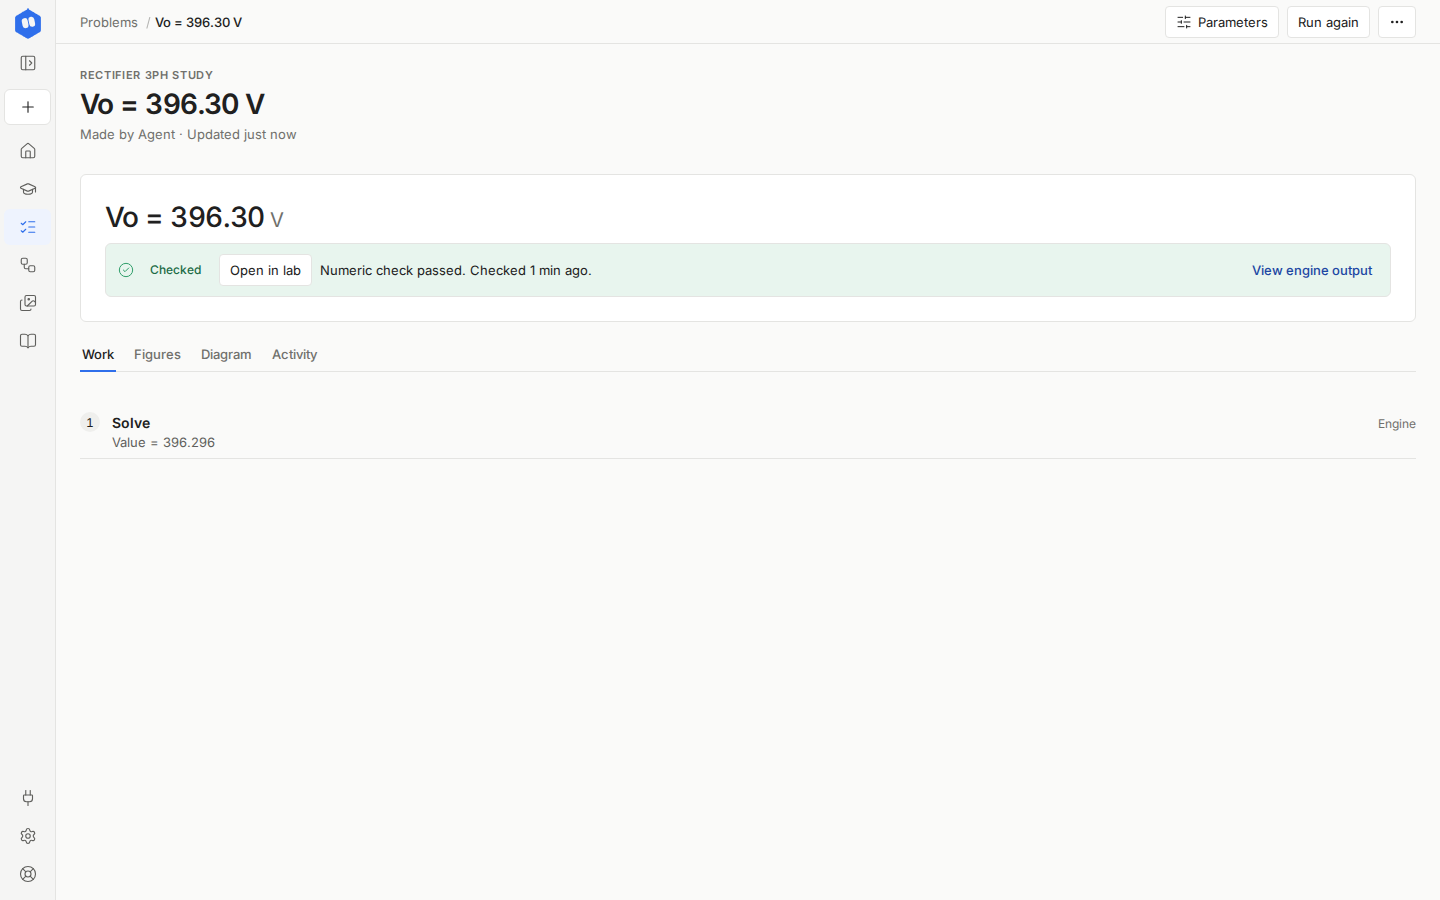 Problems / Vo = 396.30 V
Parameters
Run again
RECTIFIER 3PH STUDY
Vo = 396.30 V
Made by Agent · Updated just now
Vo = 396.30 V
Checked
Open in lab
Numeric check passed. Checked 1 min ago.
View engine output
Work
Figures
Diagram
Activity
1
Solve
Engine
Value = 396.296